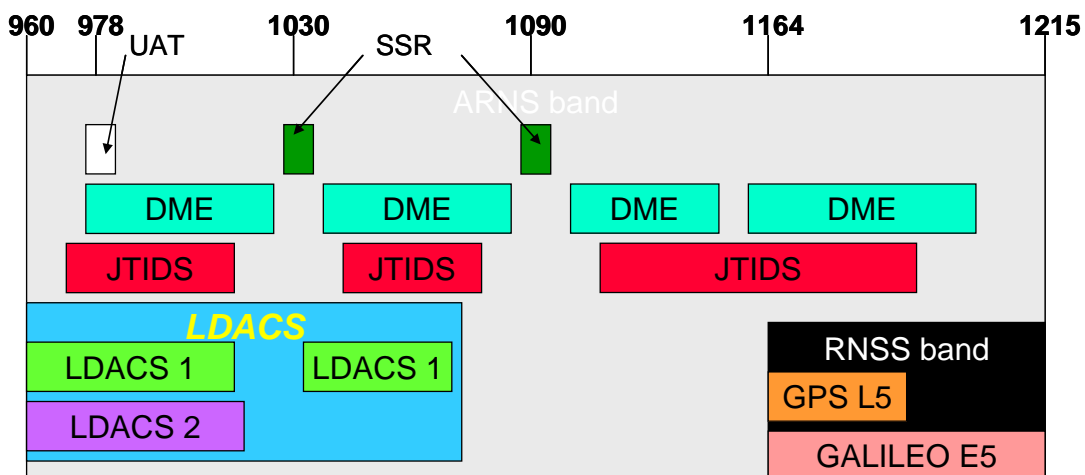 960 978 1030 1090 1164 1215
UAT SSR
ARNS band
DME DME DME DME
JTIDS JTIDS JTIDS
LDACS
RNSS band
LDACS 1 LDACS 1
GPS L5
LDACS 2
GALILEO E5